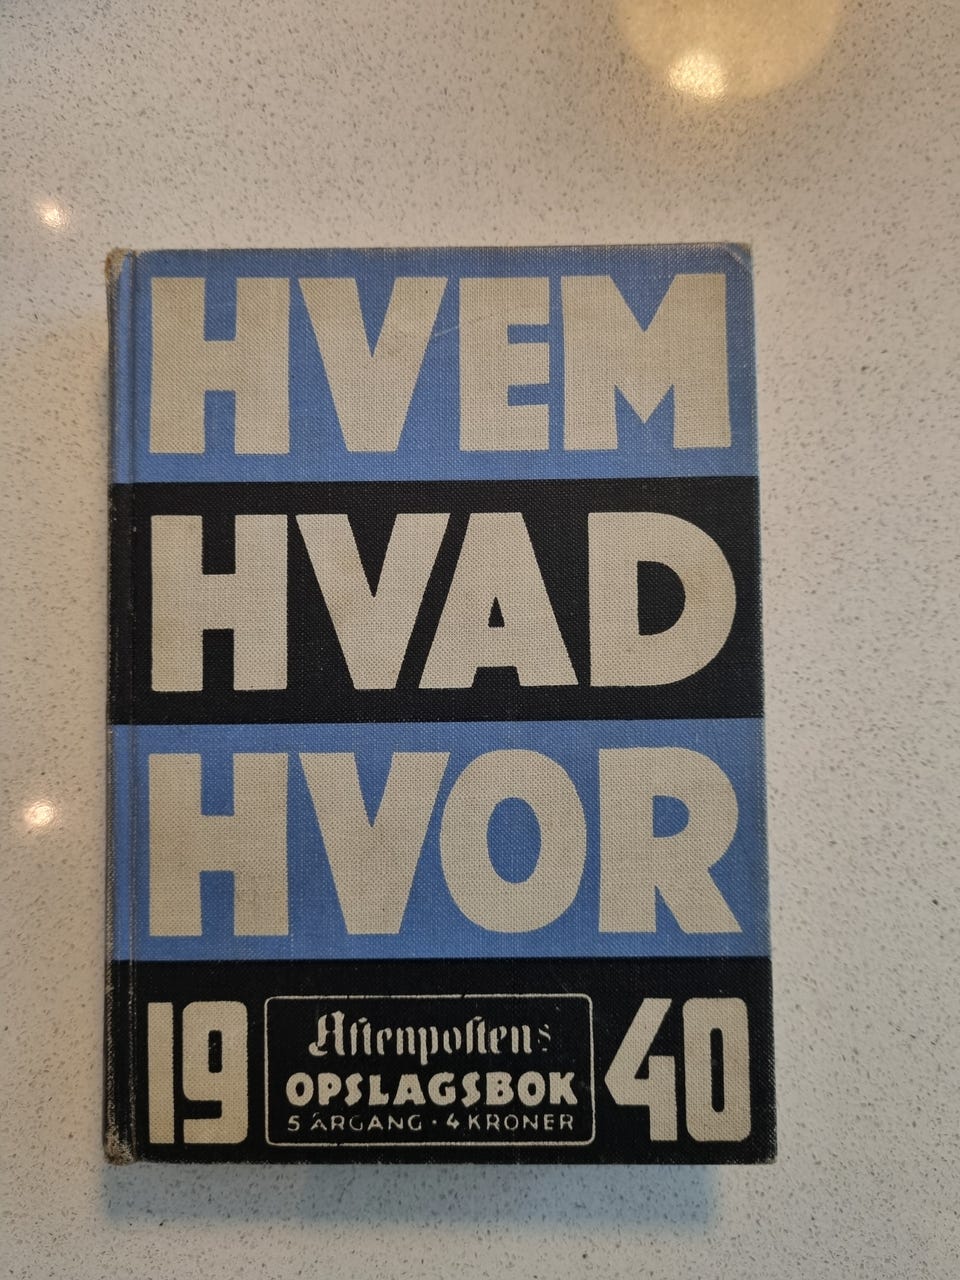 HVEM
HVAD
HVOR
19 40
Aftenpostens
OPSLAGSBOK
5 ÅRGANG · 4 KRONER